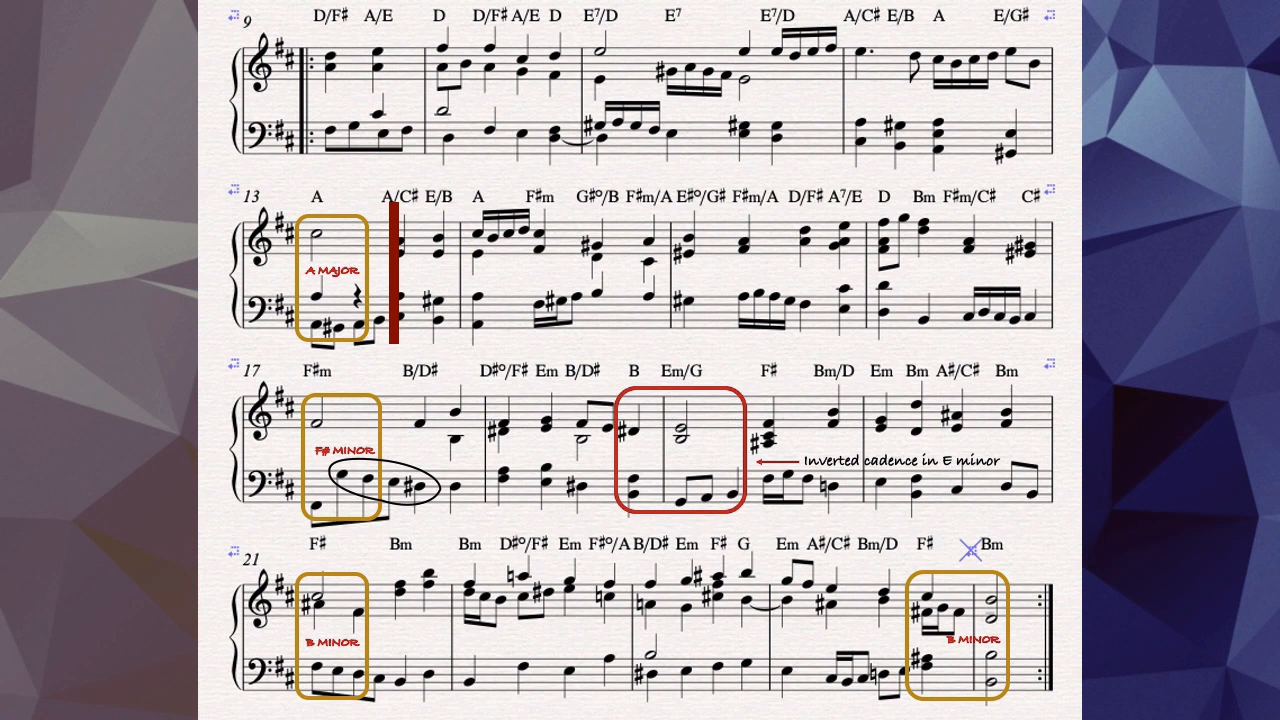 9 D/F♯ A/E D D/F♯ A/E D E⁷/D E⁷ E⁷/D A/C♯ E/B A E/G♯
13 A A/C♯ E/B A F♯m G♯°/B F♯m/A E♯°/G♯ F♯m/A D/F♯ A⁷/E D Bm F♯m/C♯ C♯
A MAJOR
17 F♯m B/D♯ D♯°/F♯ Em B/D♯ B Em/G F♯ Bm/D Em Bm A♯/C♯ Bm
F# MINOR
Inverted cadence in E minor
21 F♯ Bm Bm D♯°/F♯ Em F♯°/A B/D♯ Em F♯ G Em A♯/C♯ Bm/D F♯ Bm
B MINOR B MINOR